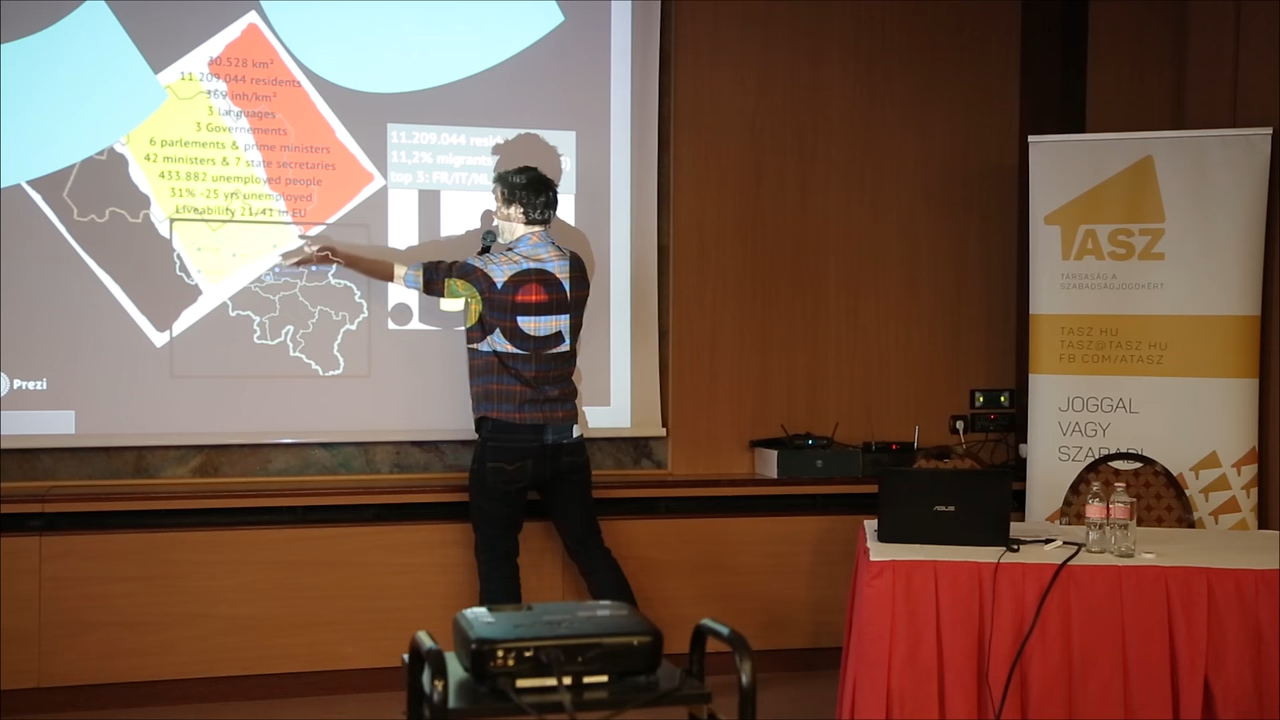 30.528 km²
11.209.044 residents
369 inh/km²
3 languages
3 Governements
6 parlements & prime ministers
42 ministers & 7 state secretaries
433.882 unemployed people
31% -25 yrs unemployed
Liveability 21/41 in EU
11.209.044
11,2% migrants
top 3: FR/IT/NL
Prezi
be
TASZ
TÁRSASÁG A
SZABADSÁGJOGOKÉRT
TASZ.HU
TASZ@TASZ.HU
FB.COM/ATASZ
JOGGAL
VAGY
SZABAD!
ASUS